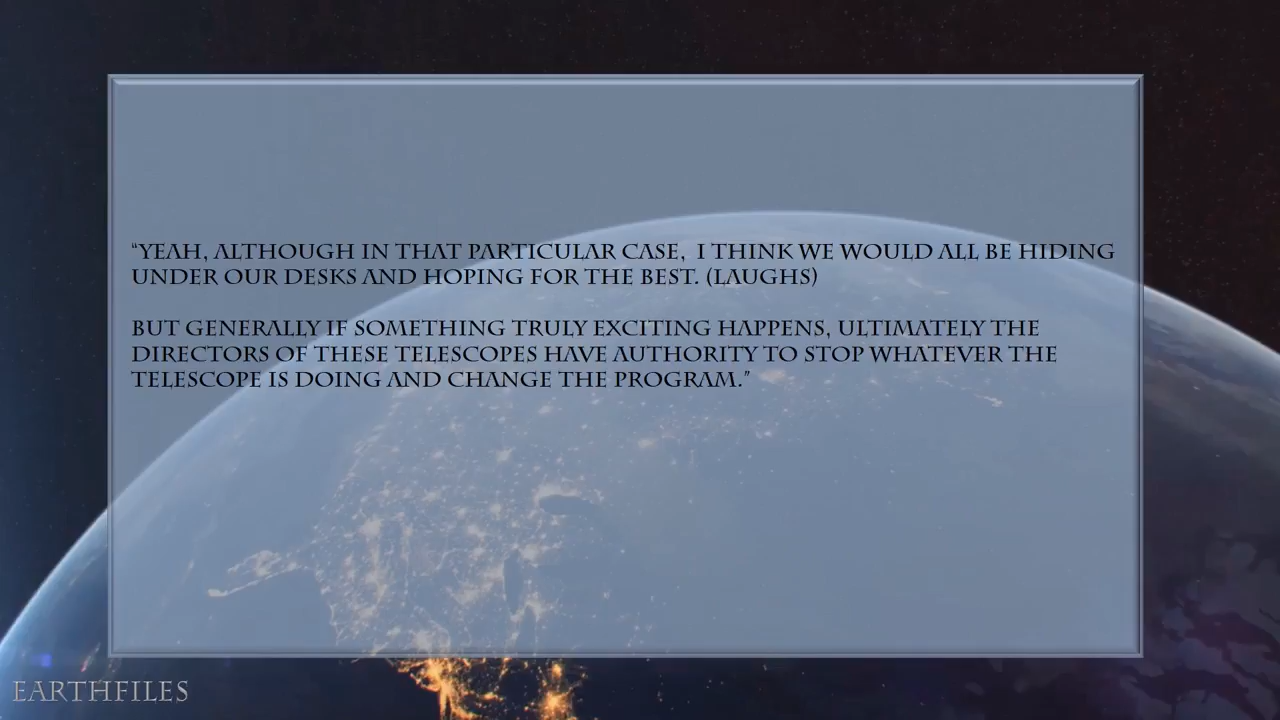 “YEAH, ALTHOUGH IN THAT PARTICULAR CASE,  I THINK WE WOULD ALL BE HIDING
UNDER OUR DESKS AND HOPING FOR THE BEST. (LAUGHS)
BUT GENERALLY IF SOMETHING TRULY EXCITING HAPPENS, ULTIMATELY THE
DIRECTORS OF THESE TELESCOPES HAVE AUTHORITY TO STOP WHATEVER THE
TELESCOPE IS DOING AND CHANGE THE PROGRAM.”
EARTHFILES